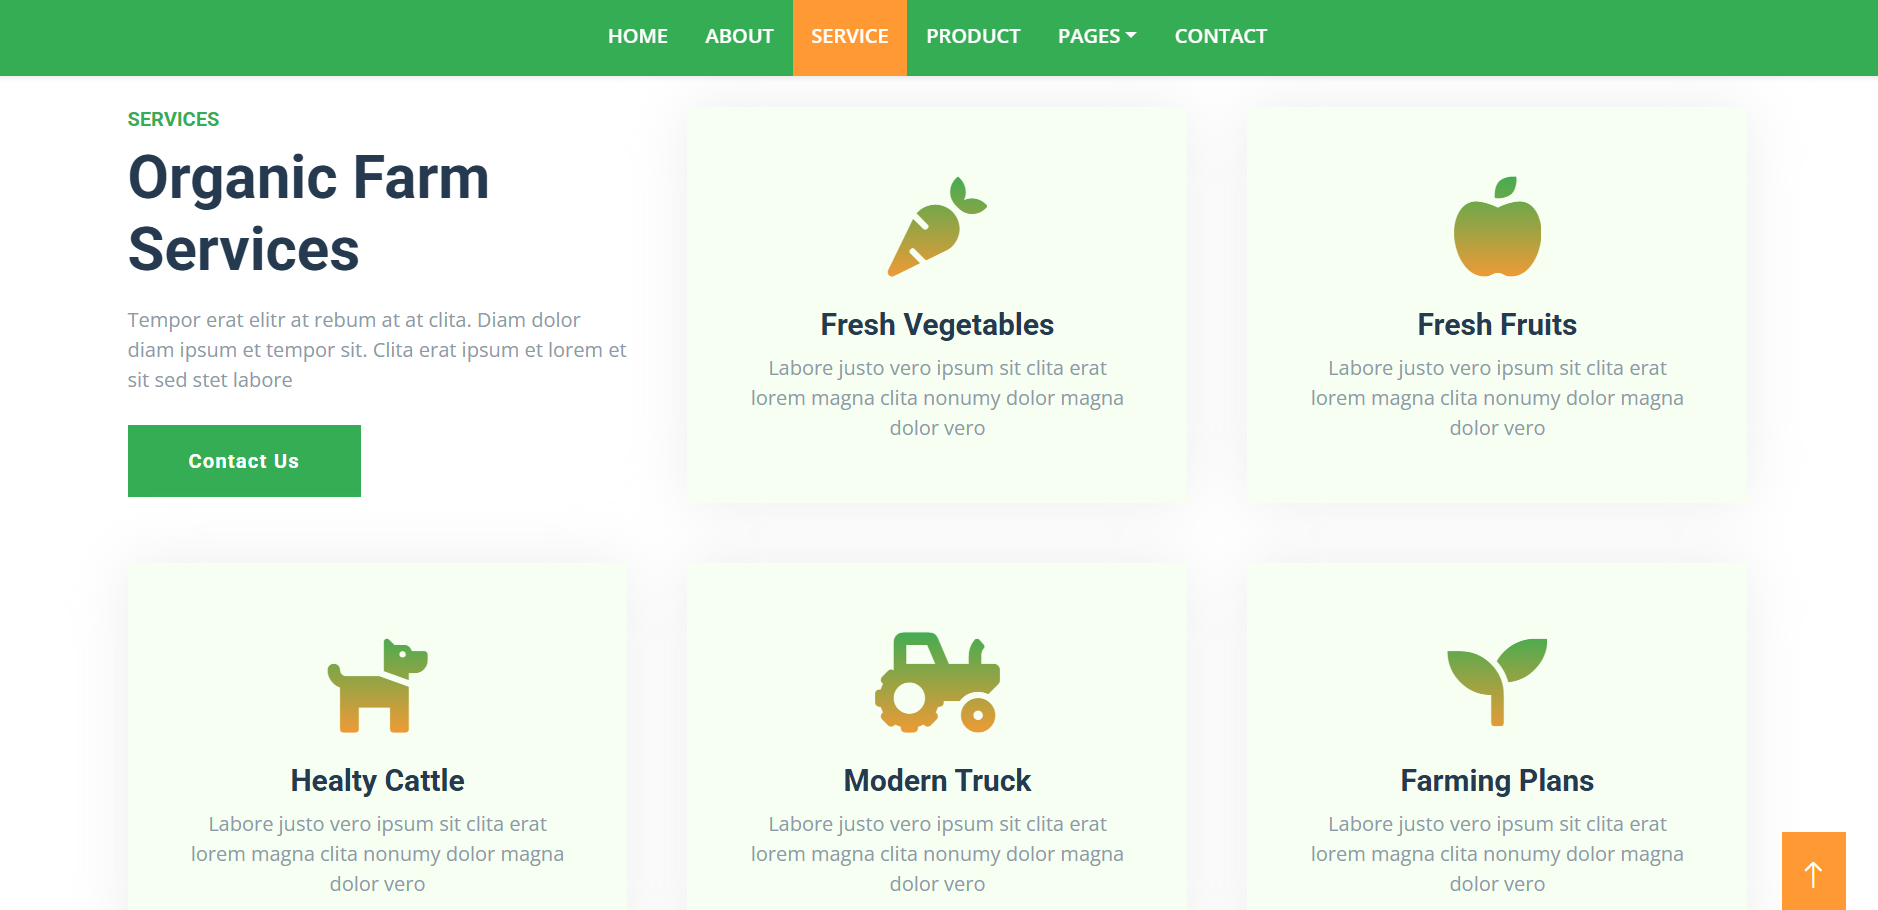 HOME ABOUT SERVICE PRODUCT PAGES CONTACT
SERVICES
Organic Farm
Services
Tempor erat elitr at rebum at at clita. Diam dolor
diam ipsum et tempor sit. Clita erat ipsum et lorem et
sit sed stet labore
Contact Us
Fresh Vegetables
Labore justo vero ipsum sit clita erat
lorem magna clita nonumy dolor magna
dolor vero
Fresh Fruits
Labore justo vero ipsum sit clita erat
lorem magna clita nonumy dolor magna
dolor vero
Healty Cattle
Labore justo vero ipsum sit clita erat
lorem magna clita nonumy dolor magna
dolor vero
Modern Truck
Labore justo vero ipsum sit clita erat
lorem magna clita nonumy dolor magna
dolor vero
Farming Plans
Labore justo vero ipsum sit clita erat
lorem magna clita nonumy dolor magna
dolor vero